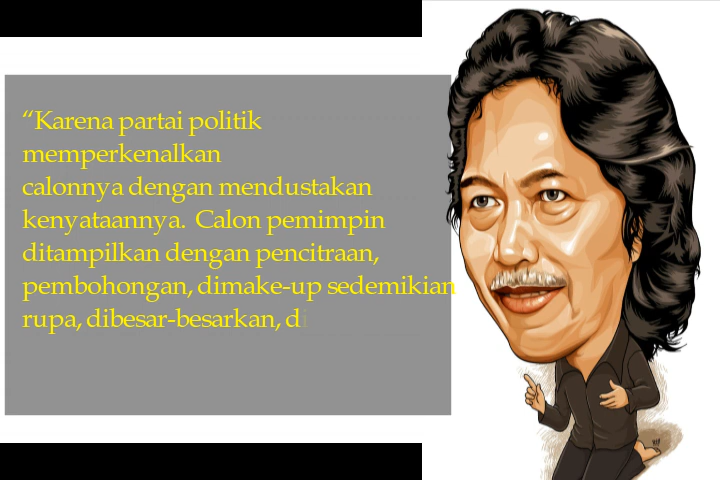 “Karena partai politik
memperkenalkan
calonnya dengan mendustakan
kenyataannya. Calon pemimpin
ditampilkan dengan pencitraan,
pembohongan, dimake-up sedemikian
rupa, dibesar-besarkan, di